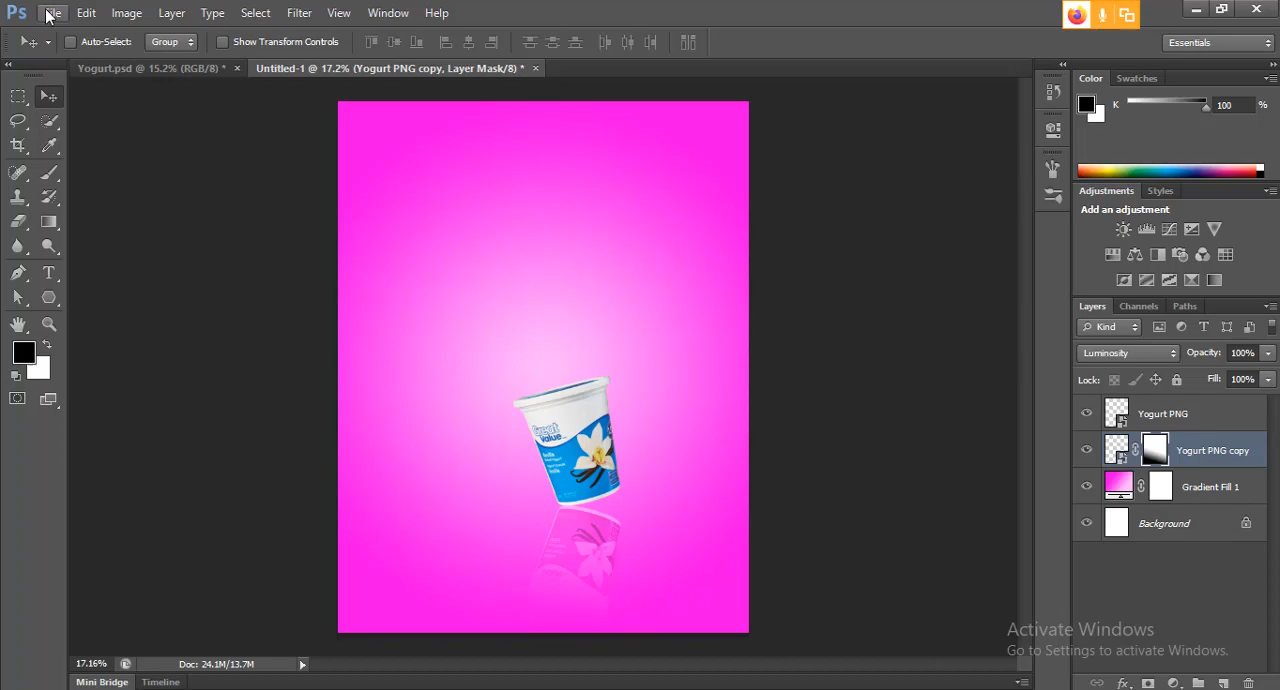 Ps File Edit Image Layer Type Select Filter View Window Help
Auto-Select: Group Show Transform Controls Essentials
Yogurt.psd @ 15.2% (RGB/8) * × Untitled-1 @ 17.2% (Yogurt PNG copy, Layer Mask/8) * ×
Color Swatches
K 100 %
Adjustments Styles
Add an adjustment
Layers Channels Paths
Kind
Luminosity Opacity: 100%
Lock: Fill: 100%
Yogurt PNG
Yogurt PNG copy
Gradient Fill 1
Background
Great
Value
Activate Windows
Go to Settings to activate Windows.
17.16% Doc: 24.1M/13.7M
Mini Bridge Timeline